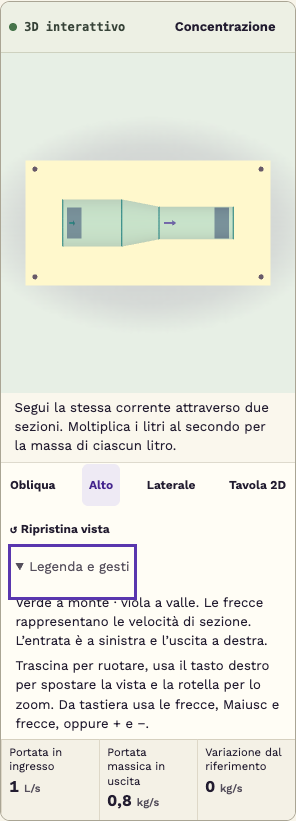 3D interattivo
Concentrazione
Segui la stessa corrente attraverso due
sezioni. Moltiplica i litri al secondo per
la massa di ciascun litro.
Obliqua
Alto
Laterale
Tavola 2D
↺ Ripristina vista
▼ Legenda e gesti
Verde a monte · viola a valle. Le frecce
rappresentano le velocità di sezione.
L’entrata è a sinistra e l’uscita a destra.
Trascina per ruotare, usa il tasto destro
per spostare la vista e la rotella per lo
zoom. Da tastiera usa le frecce, Maiusc e
frecce, oppure + e −.
Portata in
ingresso
1 L/s
Portata
massica in
uscita
0,8 kg/s
Variazione dal
riferimento
0 kg/s